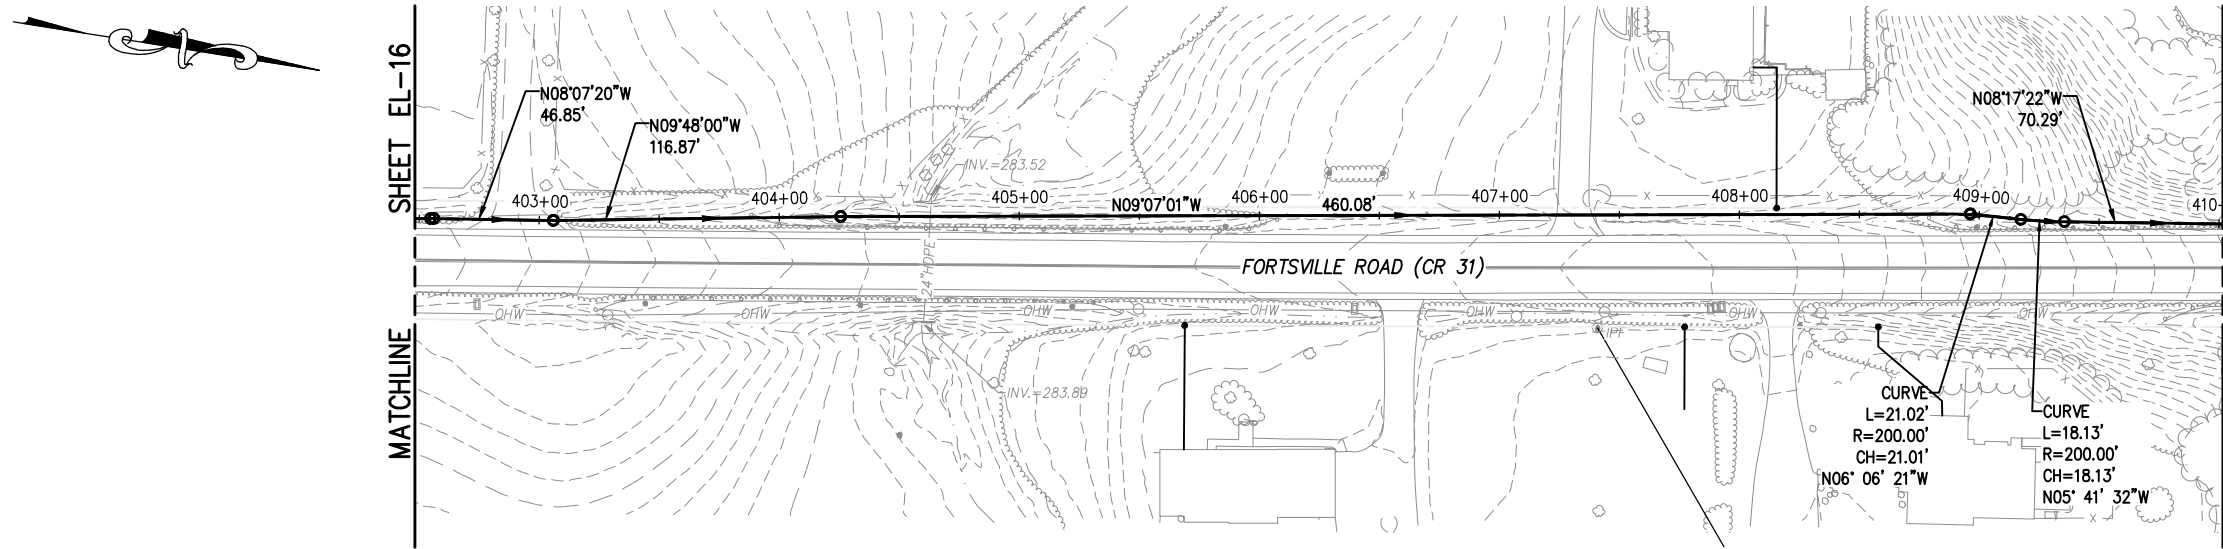 SHEET EL-16
MATCHLINE
N08°07'20"W
46.85'
N09°48'00"W
116.87'
INV.=283.52
N08°17'22"W
70.29'
403+00
404+00
405+00
406+00
407+00
408+00
409+00
410
N09°07'01"W
460.08'
24"HDPE
FORTSVILLE ROAD (CR 31)
OHW
OHW
OHW
OHW
OHW
OHW
OHW
IPF
INV.=283.89
CURVE
L=21.02'
R=200.00'
CH=21.01'
N06° 06' 21"W
CURVE
L=18.13'
R=200.00'
CH=18.13'
N05° 41' 32"W